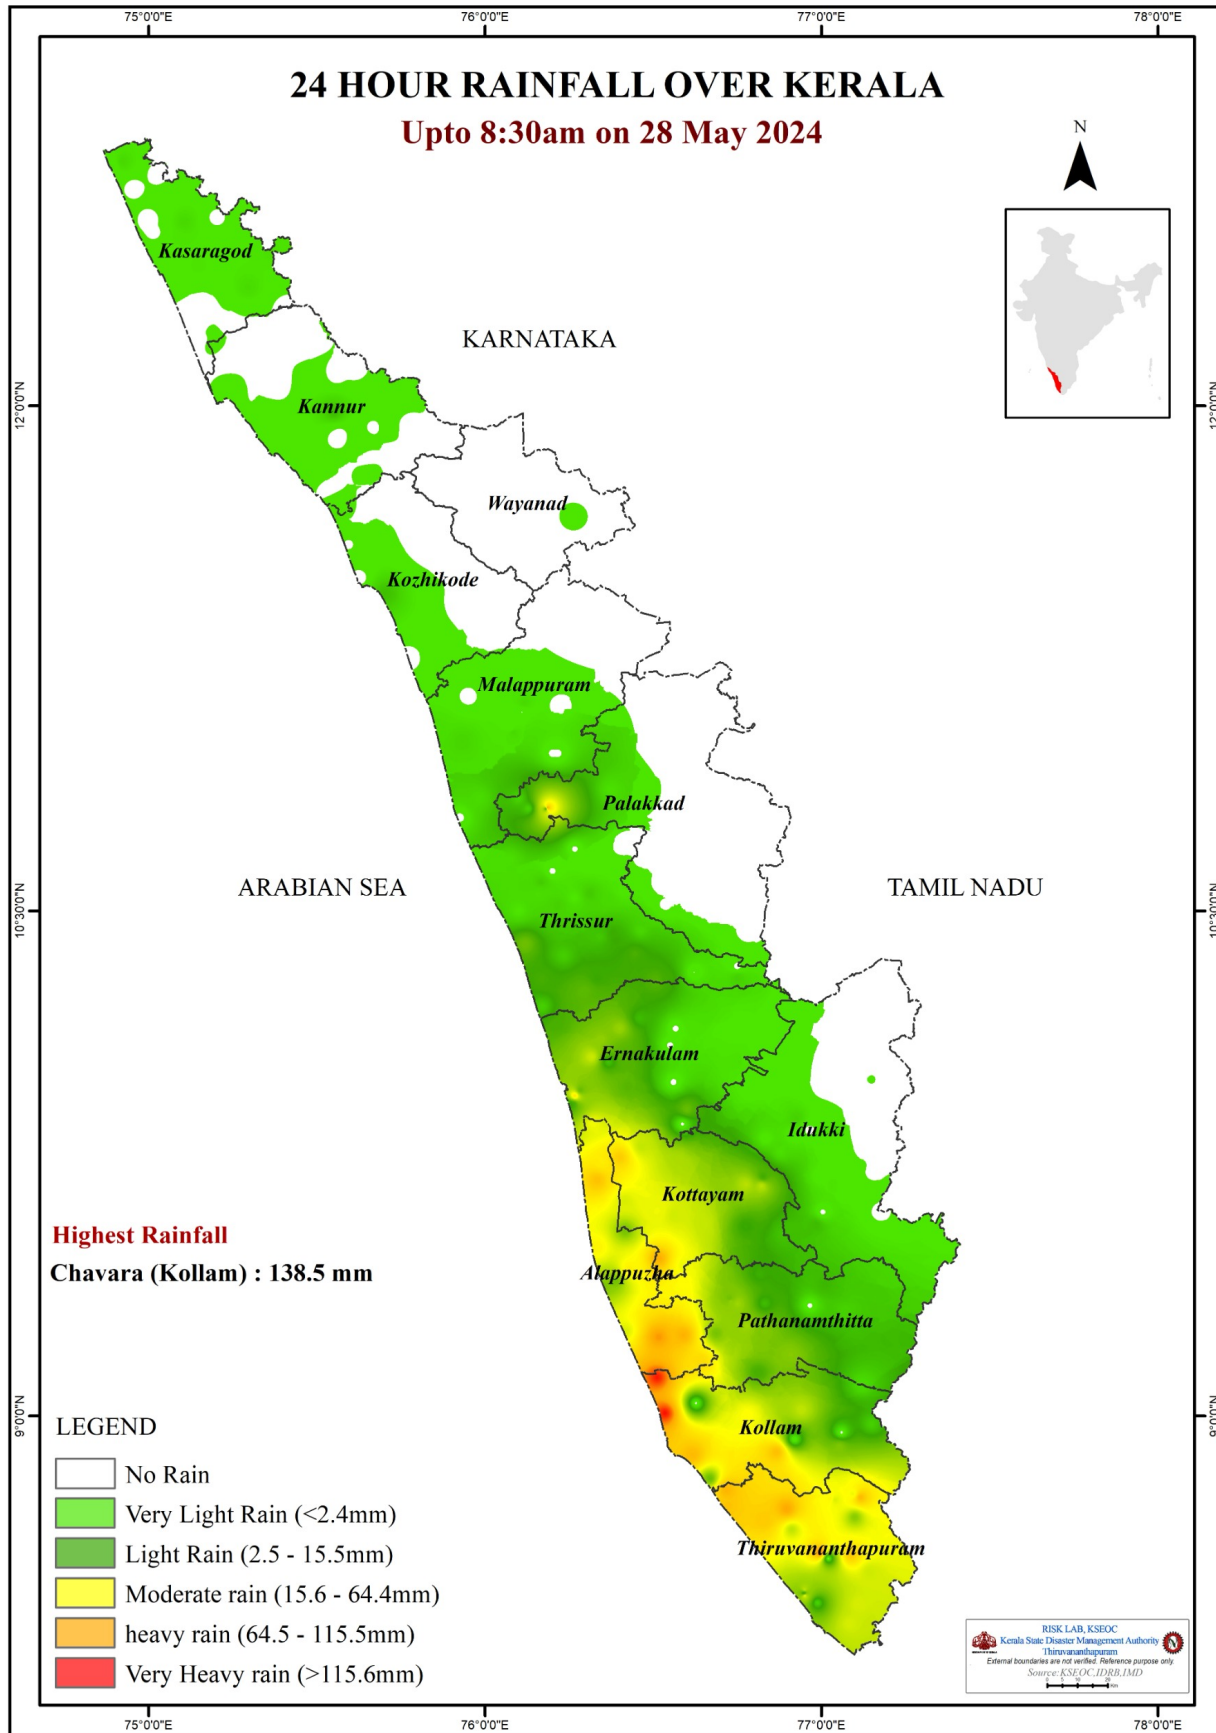 75°0'0"E 76°0'0"E 77°0'0"E 78°0'0"E
24 HOUR RAINFALL OVER KERALA
Upto 8:30am on 28 May 2024
N
Kasaragod
KARNATAKA
12°0'0"N 12°0'0"N
Kannur
Wayanad
Kozhikode
Malappuram
Palakkad
ARABIAN SEA
TAMIL NADU
10°30'0"N 10°30'0"N
Thrissur
Ernakulam
Idukki
Kottayam
Highest Rainfall
Chavara (Kollam) : 138.5 mm
Alappuzha
Pathanamthitta
9°0'0"N 9°0'0"N
Kollam
Thiruvananthapuram
LEGEND
No Rain
Very Light Rain (<2.4mm)
Light Rain (2.5 - 15.5mm)
Moderate rain (15.6 - 64.4mm)
heavy rain (64.5 - 115.5mm)
Very Heavy rain (>115.6mm)
RISK LAB, KSEOC
Kerala State Disaster Management Authority
Thiruvananthapuram
External boundaries are not verified. Reference purpose only.
Source:KSEOC,IDRB,IMD
75°0'0"E 76°0'0"E 77°0'0"E 78°0'0"E